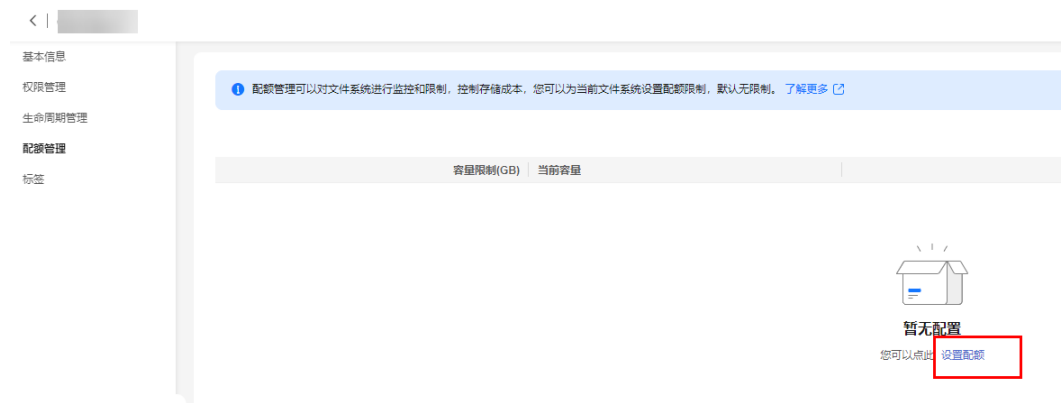 基本信息
权限管理
生命周期管理
配额管理
标签
配额管理可以对文件系统进行监控和限制，控制存储成本，您可以为当前文件系统设置配额限制，默认无限制。 了解更多
容量限制(GB) 当前容量
暂无配置
您可以点此 设置配额